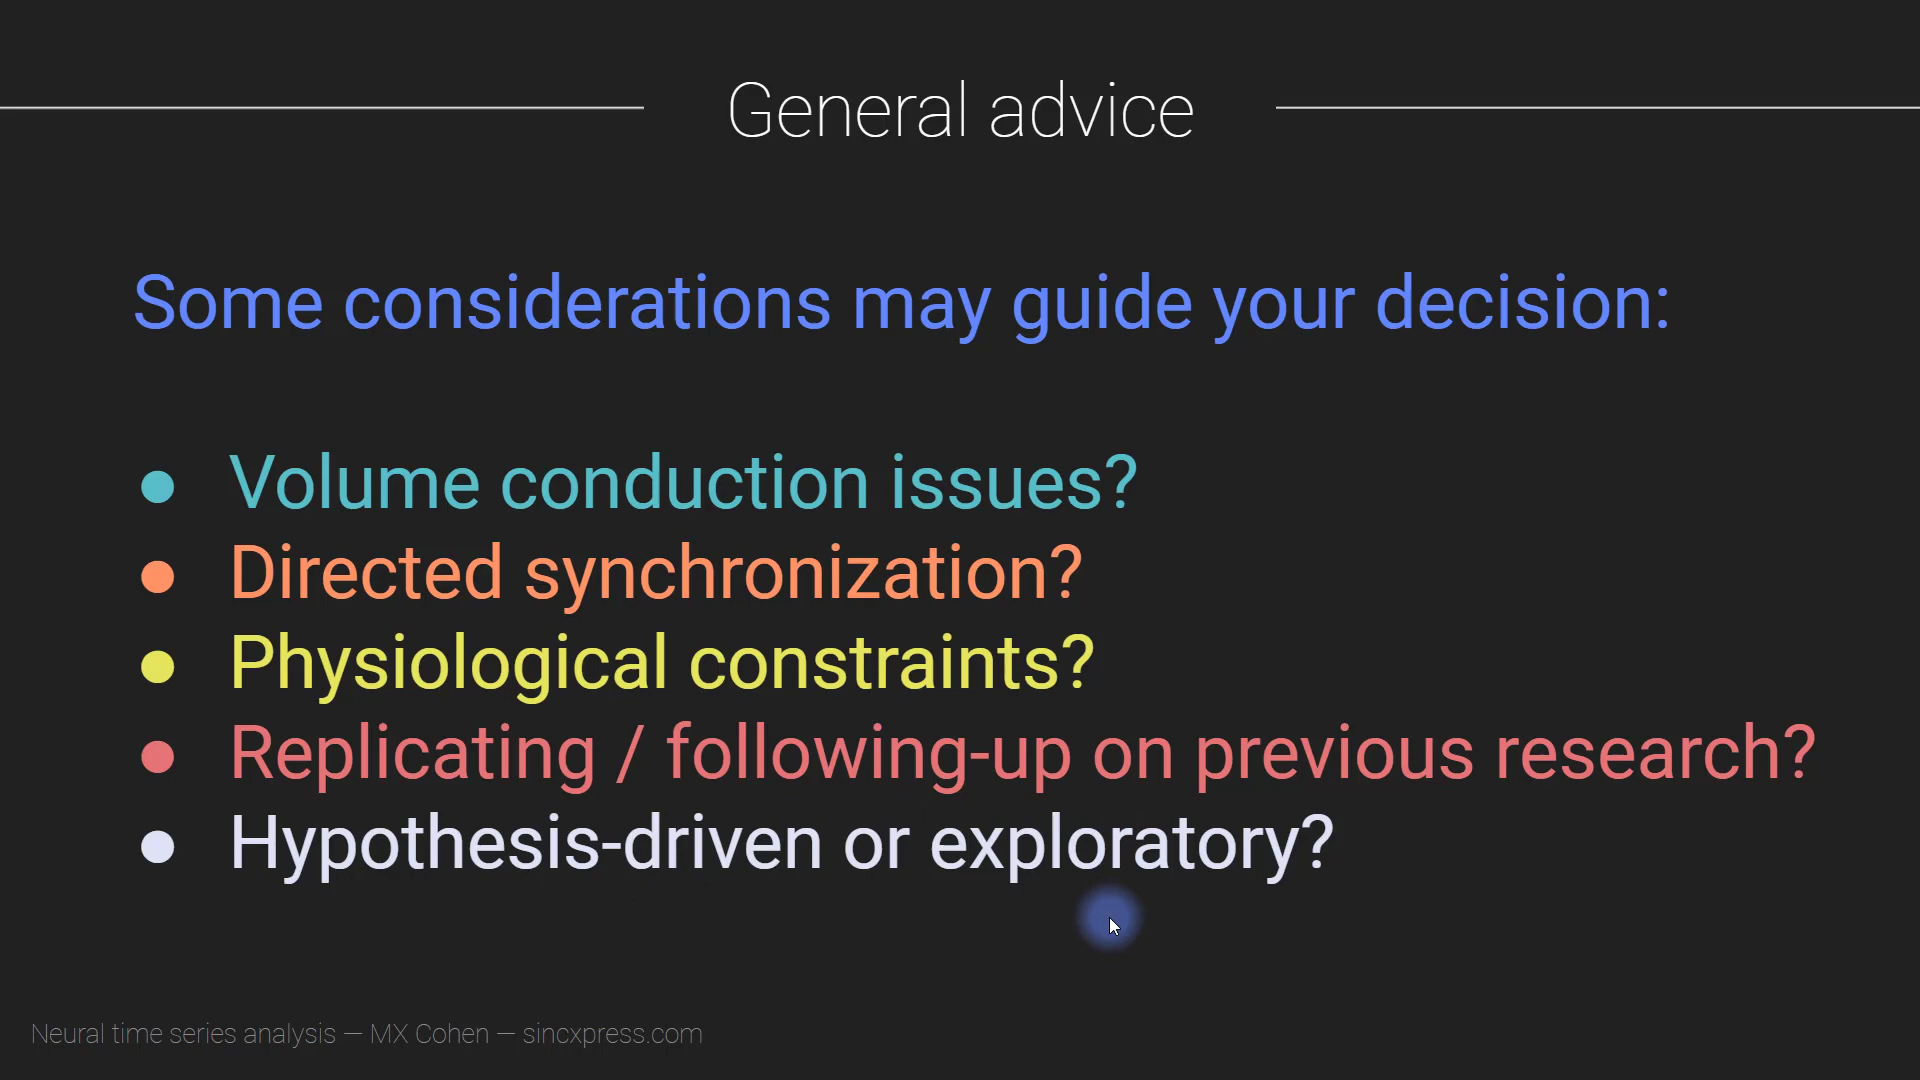 General advice
Some considerations may guide your decision:
● Volume conduction issues?
● Directed synchronization?
● Physiological constraints?
● Replicating / following-up on previous research?
● Hypothesis-driven or exploratory?
Neural time series analysis — MX Cohen — sincxpress.com